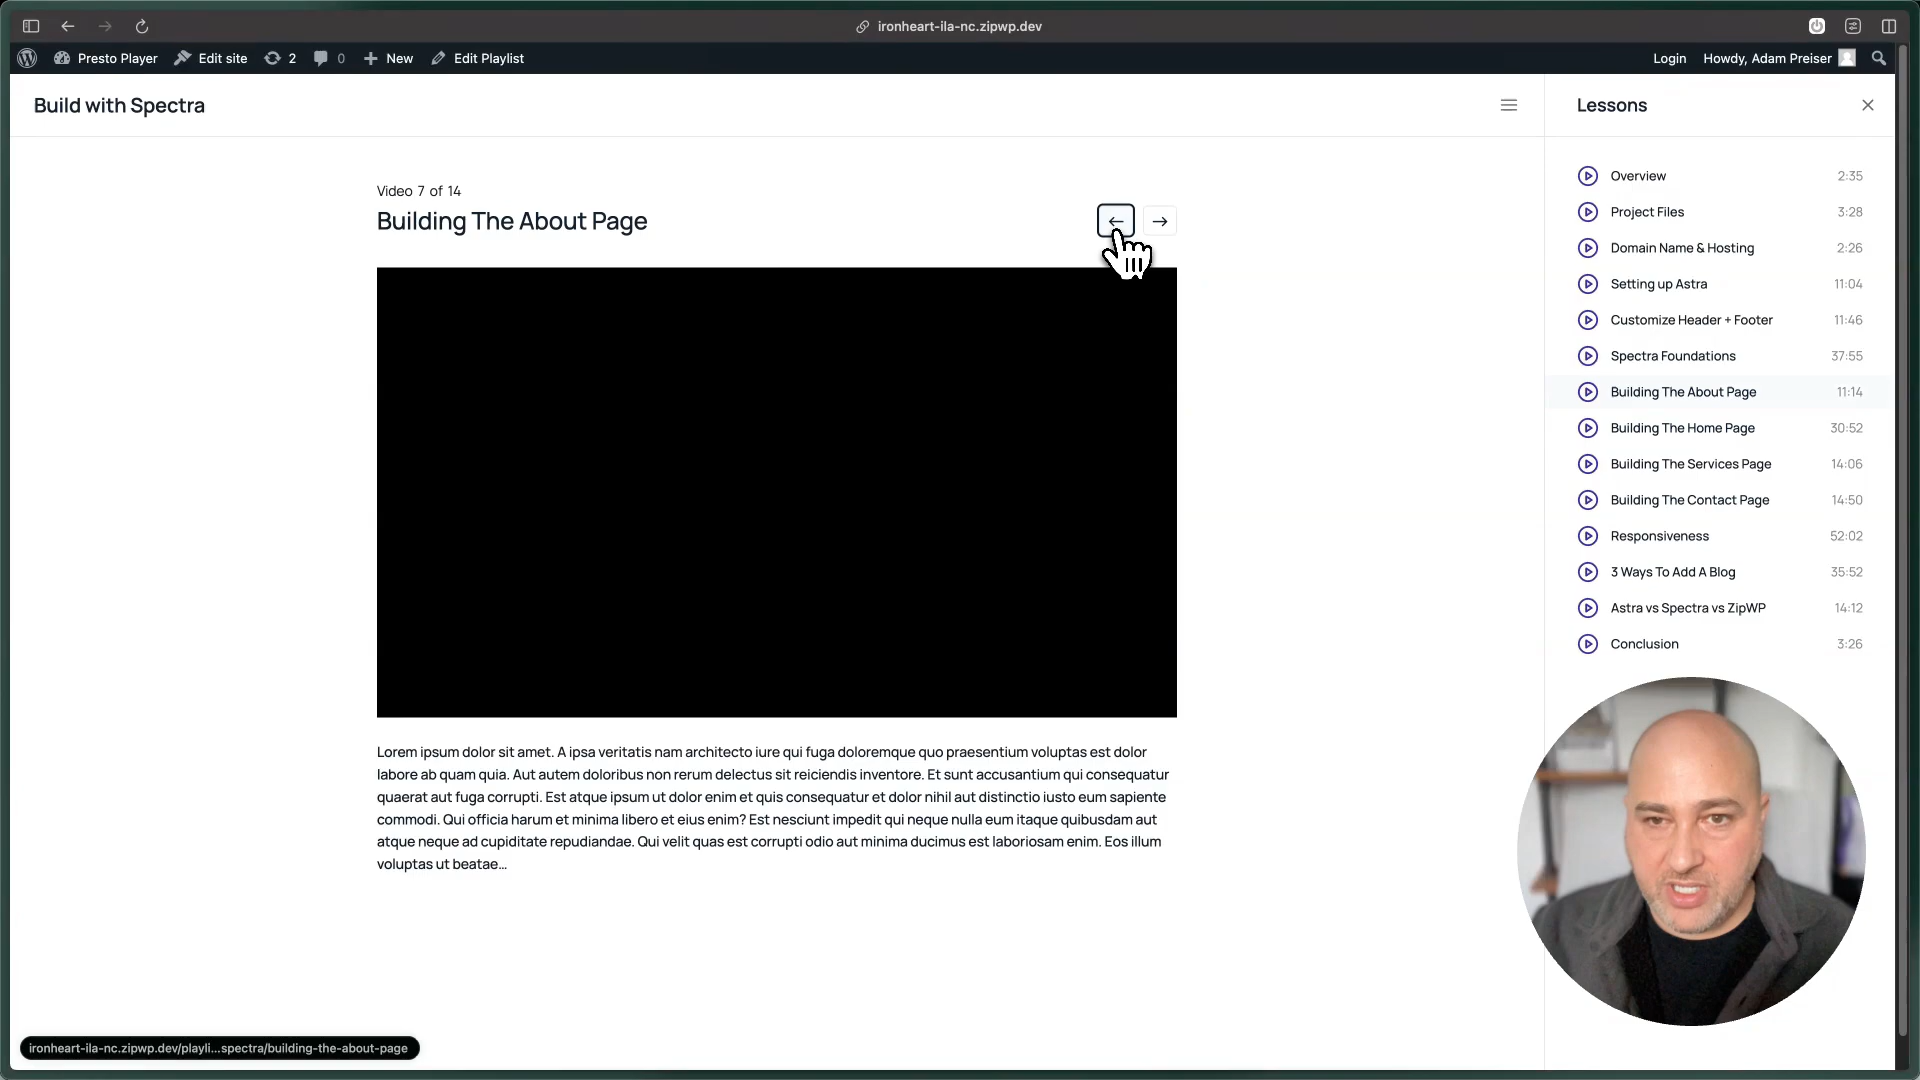 ironheart-ila-nc.zipwp.dev
Presto Player
Edit site
2
0
New
Edit Playlist
Login
Howdy, Adam Preiser
Build with Spectra
Video 7 of 14
Building The About Page
Lorem ipsum dolor sit amet. A ipsa veritatis nam architecto iure qui fuga doloremque quo praesentium voluptas est dolor
labore ab quam quia. Aut autem doloribus non rerum delectus sit reiciendis inventore. Et sunt accusantium qui consequatur
quaerat aut fuga corrupti. Est atque ipsum ut dolor enim et quis consequatur et dolor nihil aut distinctio iusto eum sapiente
commodi. Qui officia harum et minima libero et eius enim? Est nesciunt impedit qui neque nulla eum itaque quibusdam aut
atque neque ad cupiditate repudiandae. Qui velit quas est corrupti odio aut minima ducimus est laboriosam enim. Eos illum
voluptas ut beatae...
Lessons
Overview 2:35
Project Files 3:28
Domain Name & Hosting 2:26
Setting up Astra 11:04
Customize Header + Footer 11:46
Spectra Foundations 37:55
Building The About Page 11:14
Building The Home Page 30:52
Building The Services Page 14:06
Building The Contact Page 14:50
Responsiveness 52:02
3 Ways To Add A Blog 35:52
Astra vs Spectra vs ZipWP 14:12
Conclusion 3:26
ironheart-ila-nc.zipwp.dev/playli...spectra/building-the-about-page